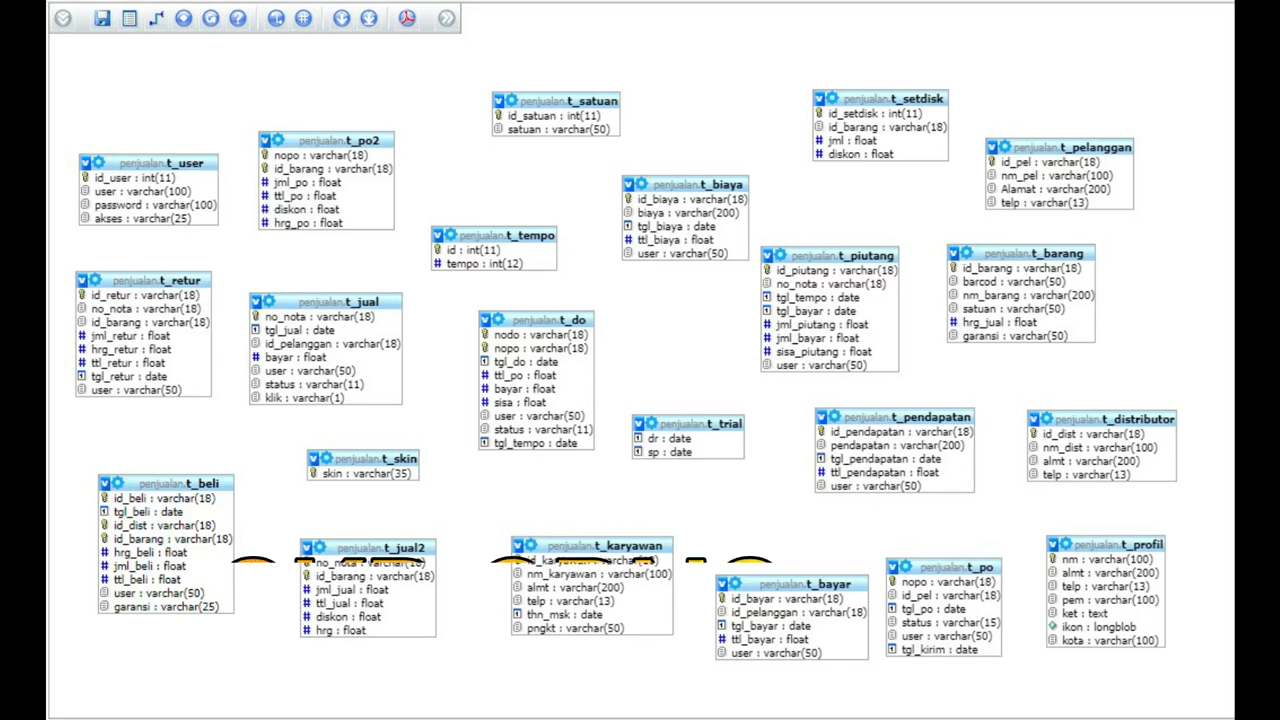 penjualan.t_satuan
id_satuan : int(11)
satuan : varchar(50)
penjualan.t_setdisk
id_setdisk : int(11)
id_barang : varchar(18)
jml : float
diskon : float
penjualan.t_po2
nopo : varchar(18)
id_barang : varchar(18)
jml_po : float
ttl_po : float
diskon : float
hrg_po : float
penjualan.t_pelanggan
id_pel : varchar(18)
nm_pel : varchar(100)
Alamat : varchar(200)
telp : varchar(13)
penjualan.t_user
id_user : int(11)
user : varchar(100)
password : varchar(100)
akses : varchar(25)
penjualan.t_biaya
id_biaya : varchar(18)
biaya : varchar(200)
tgl_biaya : date
ttl_biaya : float
user : varchar(50)
penjualan.t_tempo
id : int(11)
tempo : int(12)
penjualan.t_piutang
id_piutang : varchar(18)
no_nota : varchar(18)
tgl_tempo : date
tgl_bayar : date
jml_piutang : float
jml_bayar : float
sisa_piutang : float
user : varchar(50)
penjualan.t_barang
id_barang : varchar(18)
barcod : varchar(50)
nm_barang : varchar(200)
satuan : varchar(50)
hrg_jual : float
garansi : varchar(50)
penjualan.t_retur
id_retur : varchar(18)
no_nota : varchar(18)
id_barang : varchar(18)
jml_retur : float
hrg_retur : float
ttl_retur : float
tgl_retur : date
user : varchar(50)
penjualan.t_jual
no_nota : varchar(18)
tgl_jual : date
id_pelanggan : varchar(18)
bayar : float
user : varchar(50)
status : varchar(11)
klik : varchar(1)
penjualan.t_do
nodo : varchar(18)
nopo : varchar(18)
tgl_do : date
ttl_po : float
bayar : float
sisa : float
user : varchar(50)
status : varchar(11)
tgl_tempo : date
penjualan.t_trial
dr : date
sp : date
penjualan.t_pendapatan
id_pendapatan : varchar(18)
pendapatan : varchar(200)
tgl_pendapatan : date
ttl_pendapatan : float
user : varchar(50)
penjualan.t_distributor
id_dist : varchar(18)
nm_dist : varchar(100)
almt : varchar(200)
telp : varchar(13)
penjualan.t_skin
skin : varchar(35)
penjualan.t_beli
id_beli : varchar(18)
tgl_beli : date
id_dist : varchar(18)
id_barang : varchar(18)
hrg_beli : float
jml_beli : float
ttl_beli : float
user : varchar(50)
garansi : varchar(25)
penjualan.t_jual2
no_nota : varchar(18)
id_barang : varchar(18)
jml_jual : float
ttl_jual : float
diskon : float
hrg : float
penjualan.t_karyawan
id_karyawan : varchar(18)
nm_karyawan : varchar(100)
almt : varchar(200)
telp : varchar(13)
thn_msk : date
pngkt : varchar(50)
penjualan.t_bayar
id_bayar : varchar(18)
id_pelanggan : varchar(18)
tgl_bayar : date
ttl_bayar : float
user : varchar(50)
penjualan.t_po
nopo : varchar(18)
id_pel : varchar(18)
tgl_po : date
status : varchar(15)
user : varchar(50)
tgl_kirim : date
penjualan.t_profil
nm : varchar(100)
almt : varchar(200)
telp : varchar(13)
pem : varchar(100)
ket : text
ikon : longblob
kota : varchar(100)